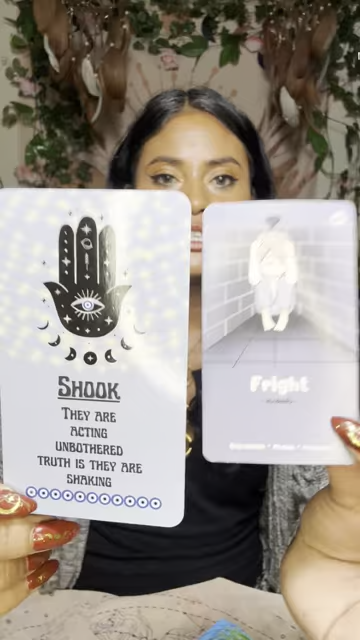 SHOOK
THEY ARE
ACTING
UNBOTHERED
TRUTH IS THEY ARE
SHAKING
Fright